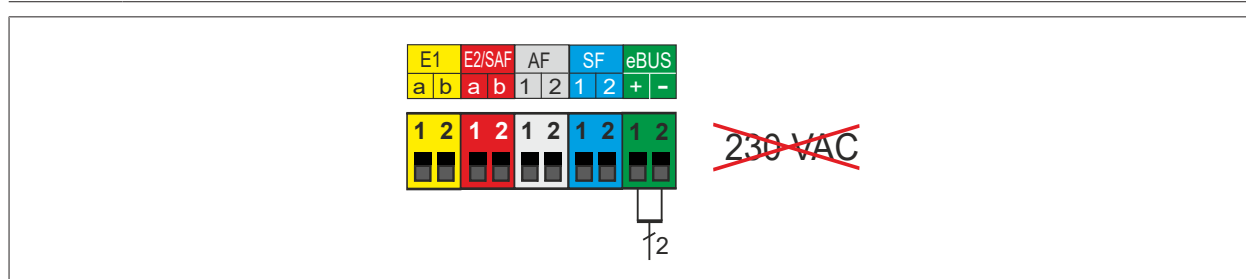 E1 E2/SAF AF SF eBUS
a b a b 1 2 1 2 + -
1 2 1 2 1 2 1 2 1 2
230 VAC
2